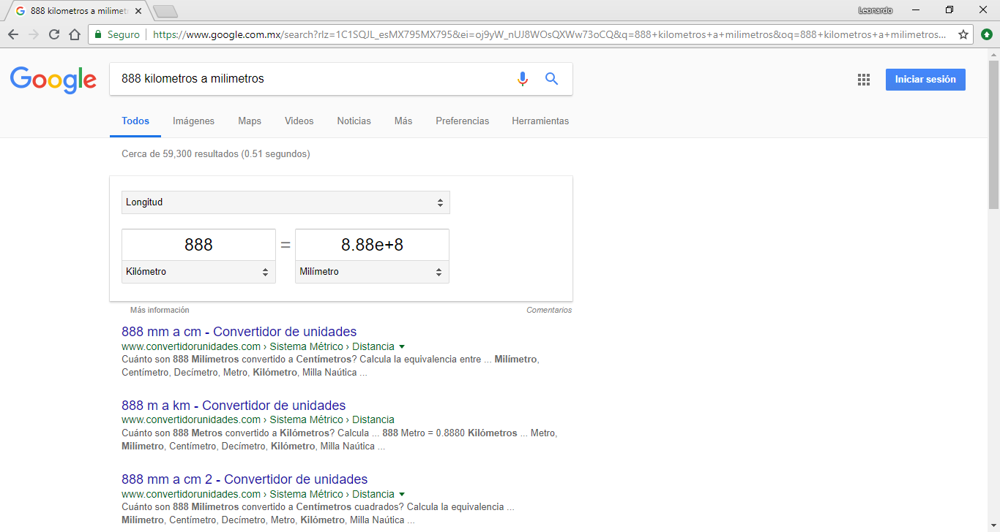 888 kilometros a milimet
Leonardo
Seguro
https://www.google.com.mx/search?rlz=1C1SQJL_esMX795MX795&ei=oj9yW_nUJ8WOsQXWw73oCQ&q=888+kilometros+a+milimetros&oq=888+kilometros+a+milimetros...
Google
888 kilometros a milimetros
Iniciar sesión
Todos Imágenes Maps Videos Noticias Más Preferencias Herramientas
Cerca de 59,300 resultados (0.51 segundos)
Longitud
888 = 8.88e+8
Kilómetro Milímetro
Más información Comentarios
888 mm a cm - Convertidor de unidades
www.convertidorunidades.com › Sistema Métrico › Distancia
Cuánto son 888 Milímetros convertido a Centímetros? Calcula la equivalencia entre ... Milímetro,
Centímetro, Decímetro, Metro, Kilómetro, Milla Naútica ...
888 m a km - Convertidor de unidades
www.convertidorunidades.com › Sistema Métrico › Distancia
Cuánto son 888 Metros convertido a Kilómetros? Calcula ... 888 Metro = 0.8880 Kilómetros ... Metro,
Milímetro, Centímetro, Decímetro, Kilómetro, Milla Naútica ...
888 mm a cm 2 - Convertidor de unidades
www.convertidorunidades.com › Sistema Métrico › Distancia
Cuánto son 888 Milímetros convertido a Centímetros cuadrados? Calcula la equivalencia ...
Milímetro, Centímetro, Decímetro, Metro, Kilómetro, Milla Naútica ...